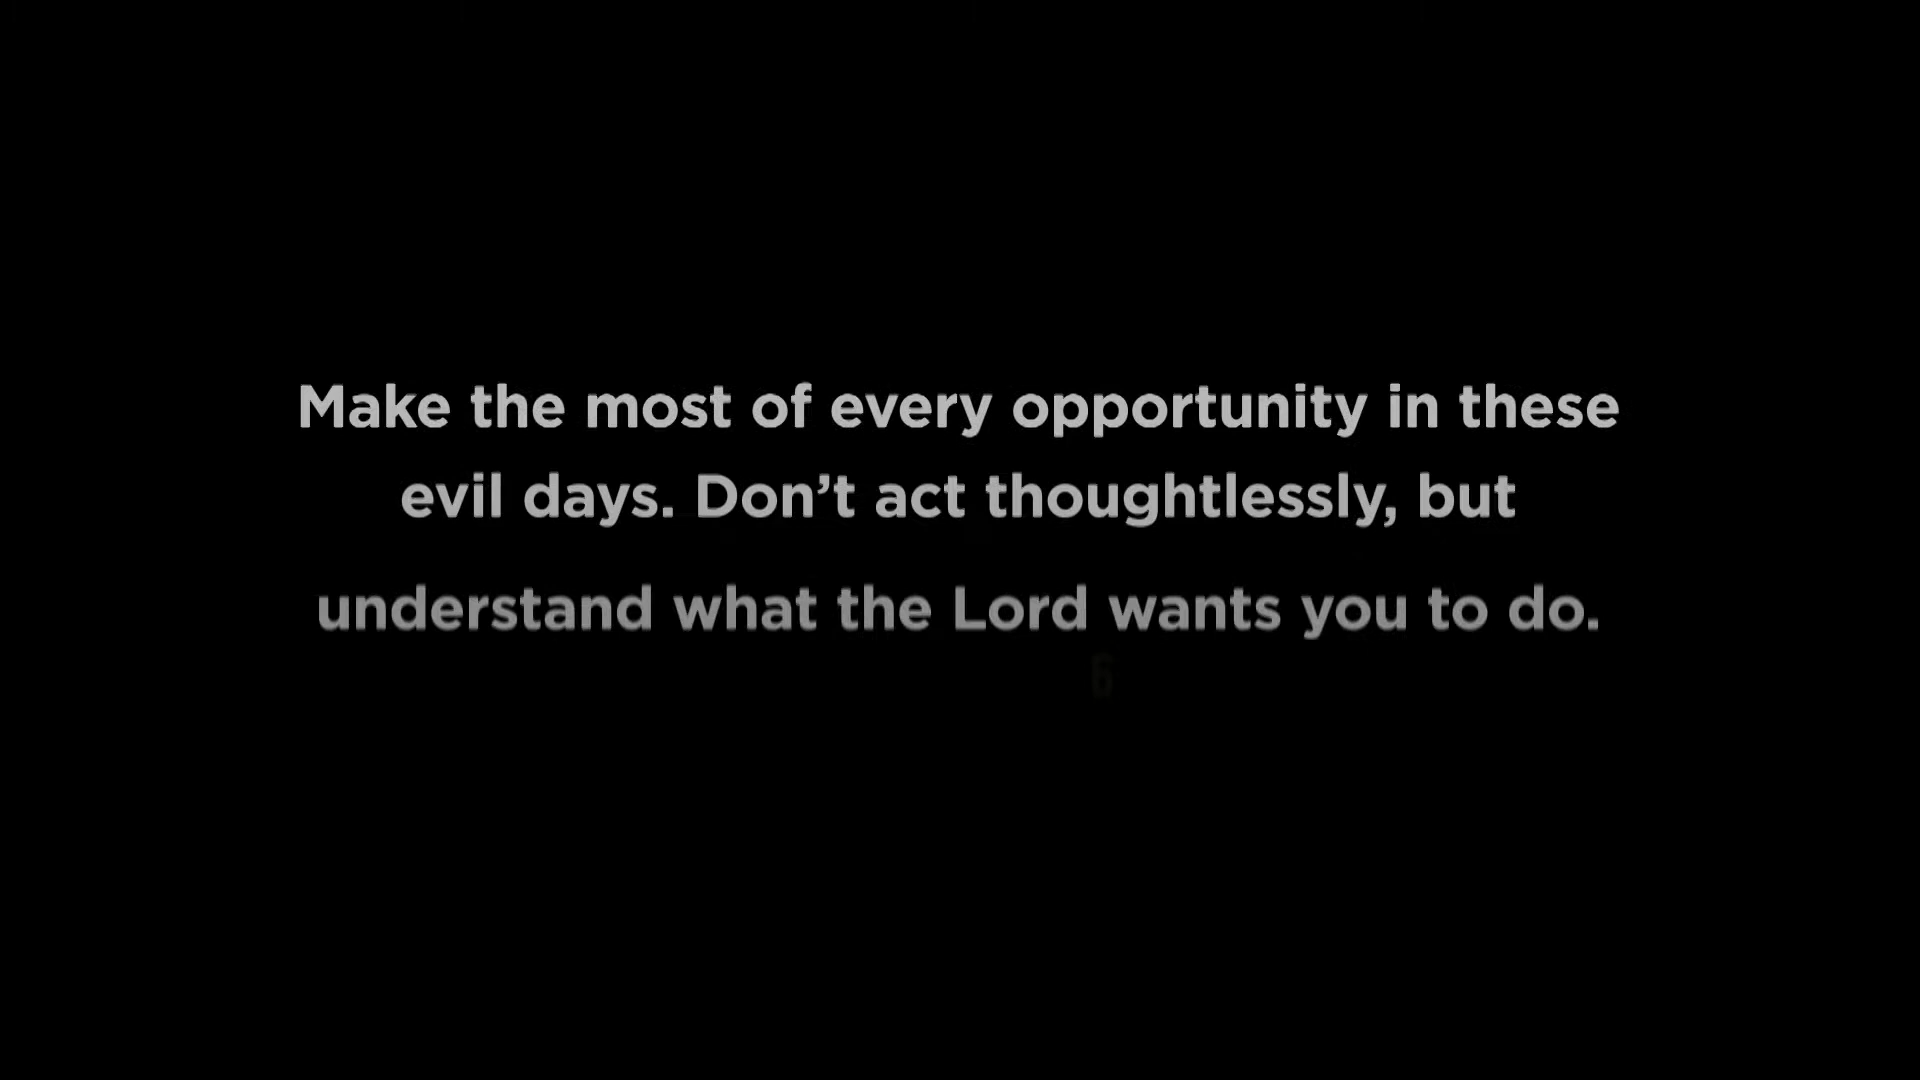 Make the most of every opportunity in these
evil days. Don’t act thoughtlessly, but
understand what the Lord wants you to do.
6